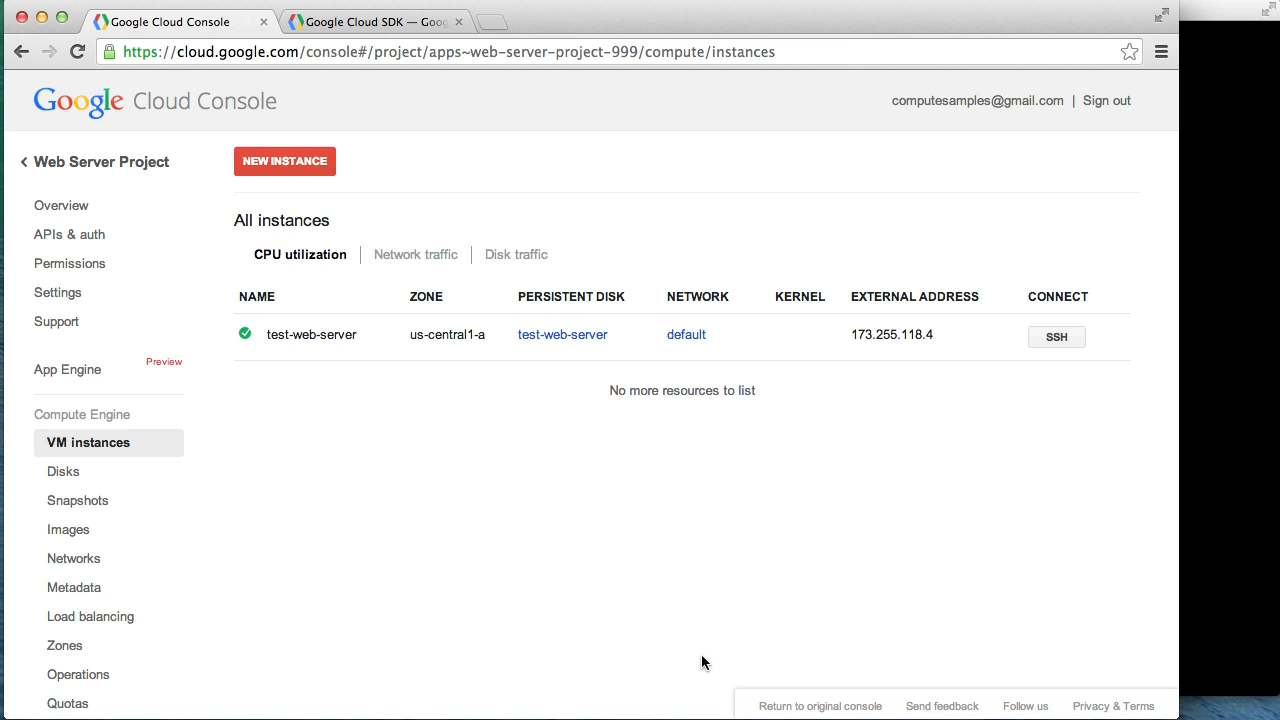 Google Cloud Console
Google Cloud SDK — Goog
https://cloud.google.com/console#/project/apps~web-server-project-999/compute/instances
Google Cloud Console
computesamples@gmail.com | Sign out
Web Server Project
NEW INSTANCE
Overview
APIs & auth
Permissions
Settings
Support
App Engine
Preview
Compute Engine
VM instances
Disks
Snapshots
Images
Networks
Metadata
Load balancing
Zones
Operations
Quotas
All instances
CPU utilization | Network traffic | Disk traffic
NAME ZONE PERSISTENT DISK NETWORK KERNEL EXTERNAL ADDRESS CONNECT
test-web-server us-central1-a test-web-server default 173.255.118.4 SSH
No more resources to list
Return to original console Send feedback Follow us Privacy & Terms